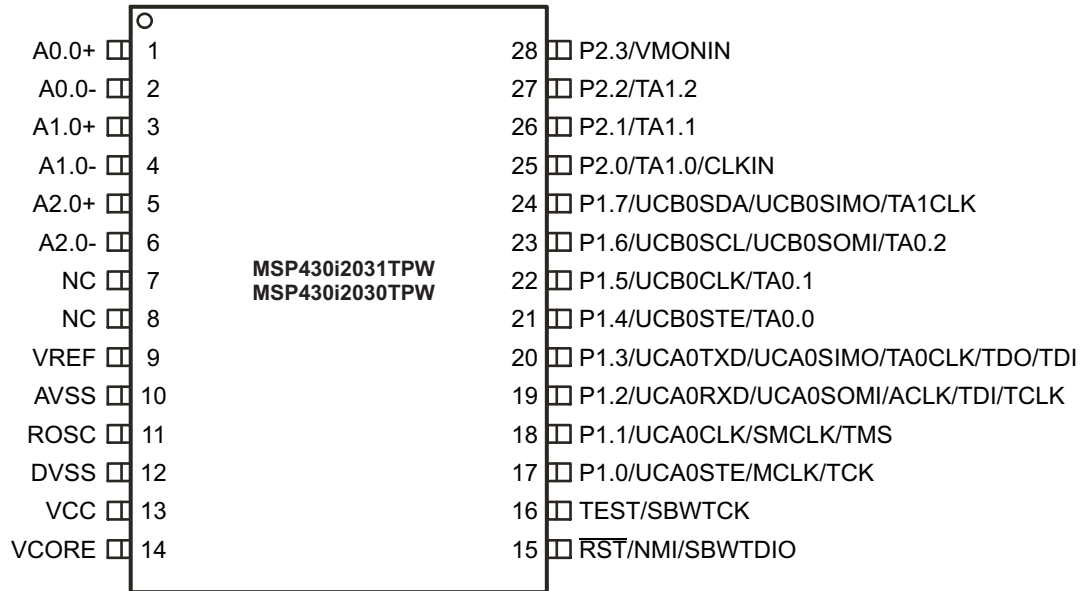 A0.0+ 1 28 P2.3/VMONIN
A0.0- 2 27 P2.2/TA1.2
A1.0+ 3 26 P2.1/TA1.1
A1.0- 4 25 P2.0/TA1.0/CLKIN
A2.0+ 5 24 P1.7/UCB0SDA/UCB0SIMO/TA1CLK
A2.0- 6 23 P1.6/UCB0SCL/UCB0SOMI/TA0.2
MSP430i2031TPW
NC 7 22 P1.5/UCB0CLK/TA0.1
MSP430i2030TPW
NC 8 21 P1.4/UCB0STE/TA0.0
VREF 9 20 P1.3/UCA0TXD/UCA0SIMO/TA0CLK/TDO/TDI
AVSS 10 19 P1.2/UCA0RXD/UCA0SOMI/ACLK/TDI/TCLK
ROSC 11 18 P1.1/UCA0CLK/SMCLK/TMS
DVSS 12 17 P1.0/UCA0STE/MCLK/TCK
VCC 13 16 TEST/SBWTCK
VCORE 14 15 R̅S̅T̅/NMI/SBWTDIO